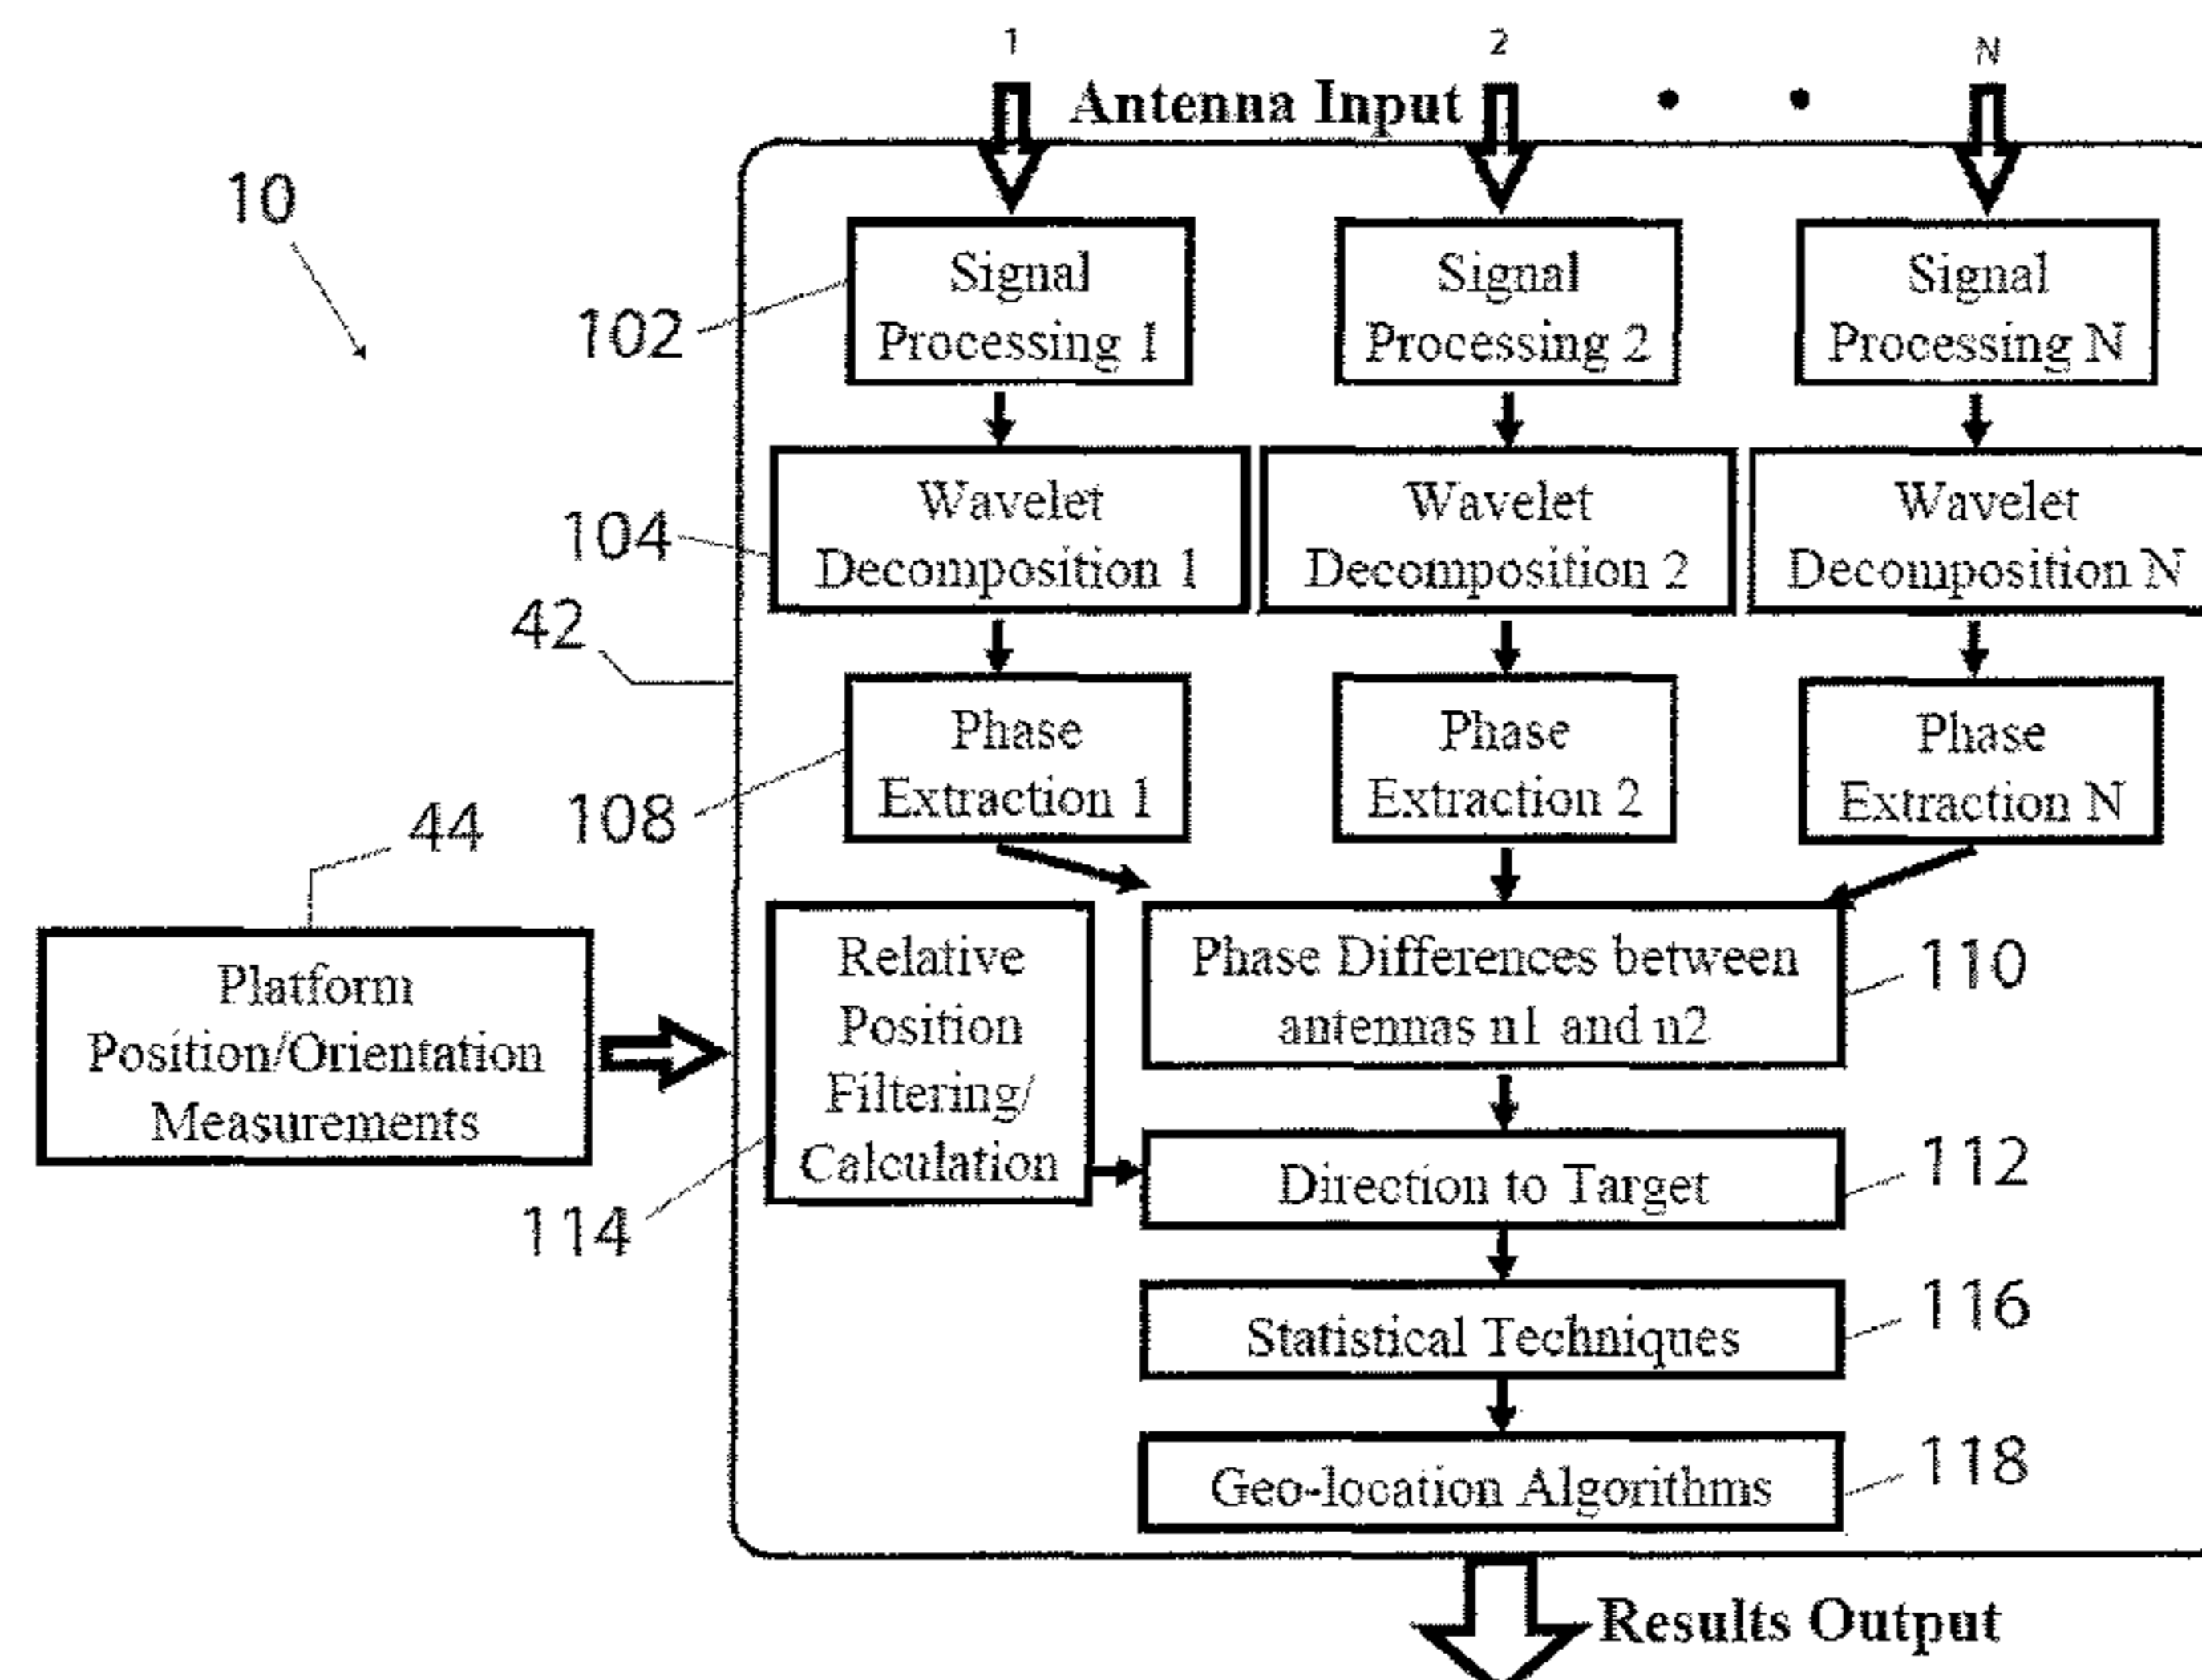 1
2
N
Antenna Input
10
Signal
Processing 1
Signal
Processing 2
Signal
Processing N
102
Wavelet
Decomposition 1
Wavelet
Decomposition 2
Wavelet
Decomposition N
104
42
Phase
Extraction 1
Phase
Extraction 2
Phase
Extraction N
108
44
Platform
Position/Orientation
Measurements
Relative
Position
Filtering/
Calculation
114
Phase Differences between
antennas n1 and n2
110
Direction to Target
112
Statistical Techniques
116
Geo-location Algorithms
118
Results Output